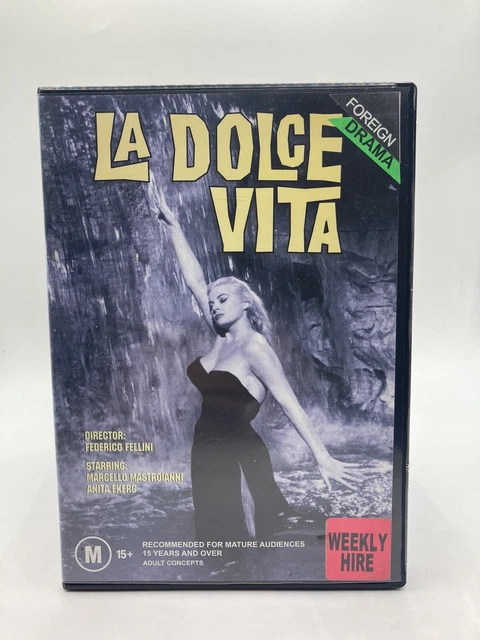 LA DOLCE
VITA
FOREIGN
DRAMA
DIRECTOR:
FEDERICO FELLINI
STARRING:
MARCELLO MASTROIANNI
ANITA EKERG
M 15+
RECOMMENDED FOR MATURE AUDIENCES
15 YEARS AND OVER
ADULT CONCEPTS
WEEKLY
HIRE